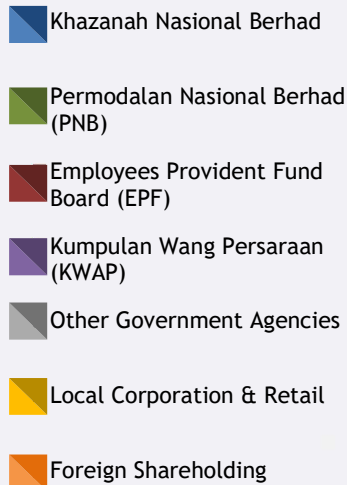 Khazanah Nasional Berhad
Permodalan Nasional Berhad
(PNB)
Employees Provident Fund
Board (EPF)
Kumpulan Wang Persaraan
(KWAP)
Other Government Agencies
Local Corporation & Retail
Foreign Shareholding